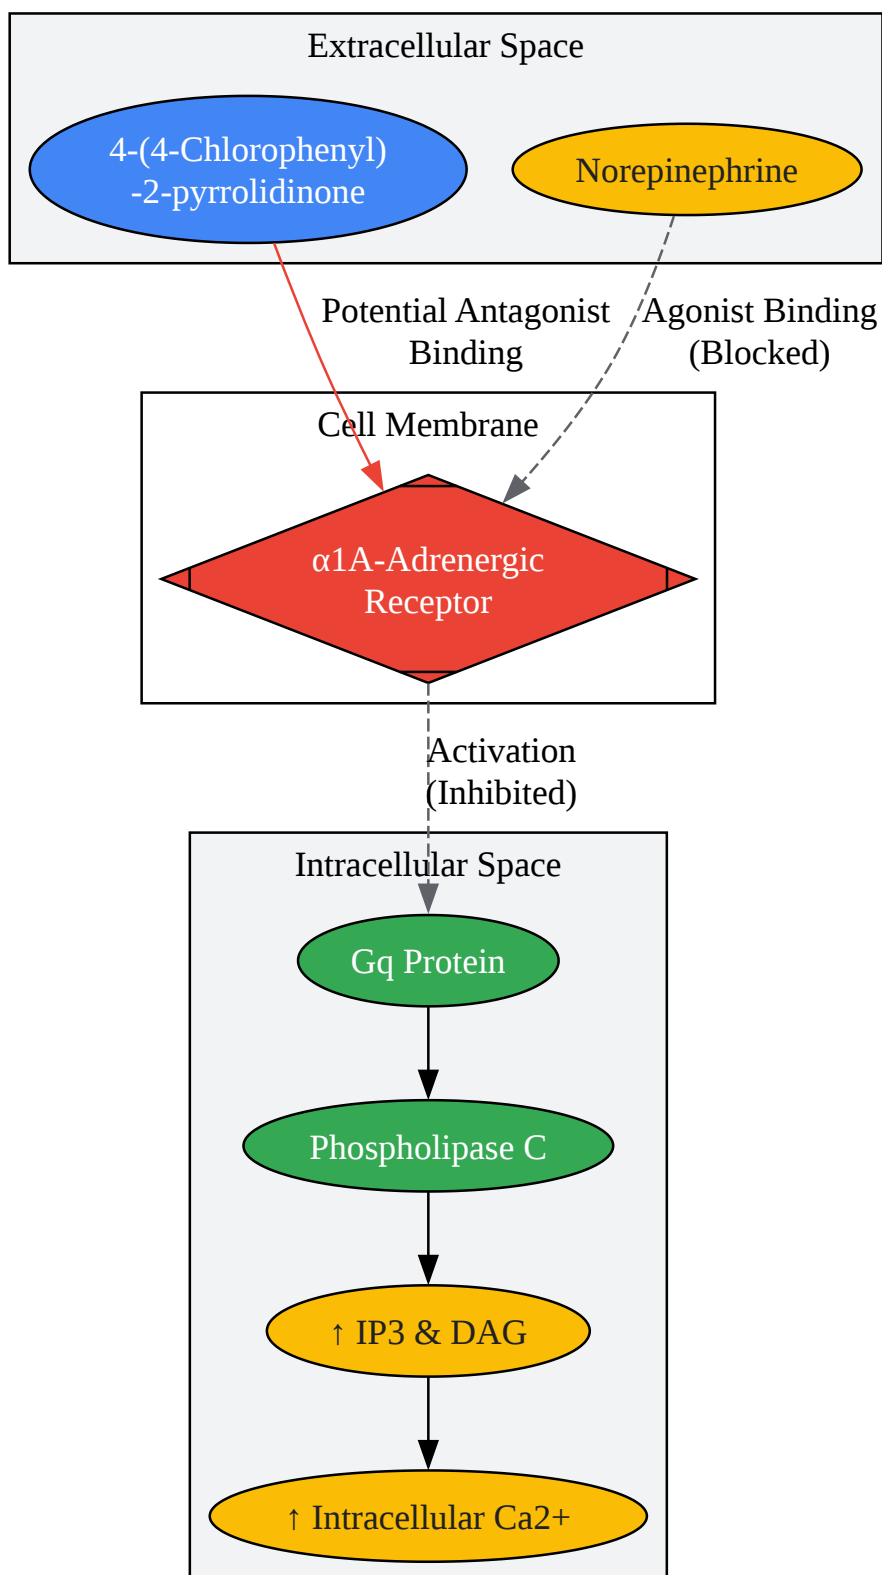 Extracellular Space
4-(4-Chlorophenyl)
-2-pyrrolidinone
Norepinephrine
Potential Antagonist
Binding
Agonist Binding
(Blocked)
Cell Membrane
α1A-Adrenergic
Receptor
Activation
(Inhibited)
Intracellular Space
Gq Protein
Phospholipase C
↑ IP3 & DAG
↑ Intracellular Ca2+